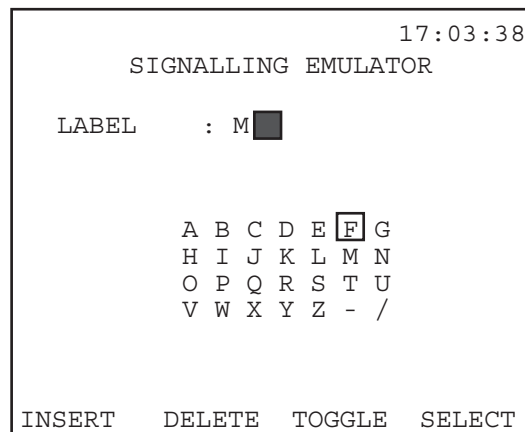 17:03:38
SIGNALLING EMULATOR
LABEL : M
A B C D E F G
H I J K L M N
O P Q R S T U
V W X Y Z - /
INSERT DELETE TOGGLE SELECT